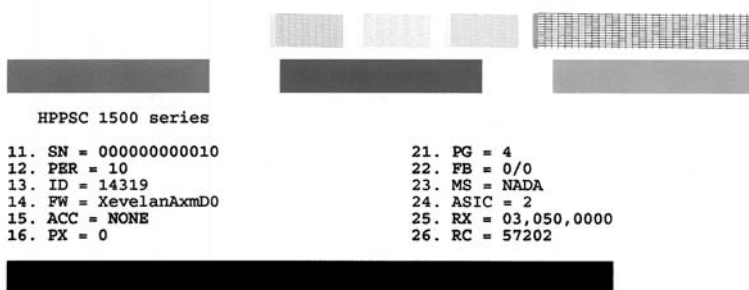 HPPSC 1500 series
11. SN = 000000000010
12. PER = 10
13. ID = 14319
14. FW = XevelanAxmD0
15. ACC = NONE
16. PX = 0
21. PG = 4
22. FB = 0/0
23. MS = NADA
24. ASIC = 2
25. RX = 03,050,0000
26. RC = 57202